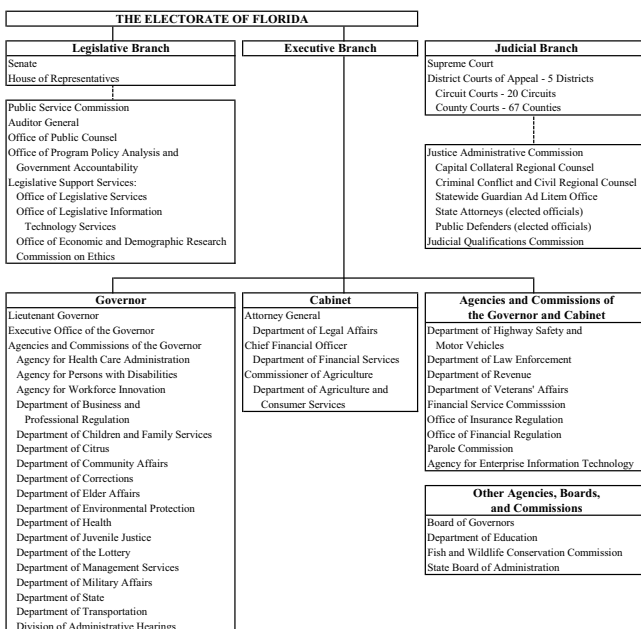 THE ELECTORATE OF FLORIDA
Legislative Branch
Senate
House of Representatives
Public Service Commission
Auditor General
Office of Public Counsel
Office of Program Policy Analysis and
Government Accountability
Legislative Support Services:
Office of Legislative Services
Office of Legislative Information
Technology Services
Office of Economic and Demographic Research
Commission on Ethics
Executive Branch
Judicial Branch
Supreme Court
District Courts of Appeal - 5 Districts
Circuit Courts - 20 Circuits
County Courts - 67 Counties
Justice Administrative Commission
Capital Collateral Regional Counsel
Criminal Conflict and Civil Regional Counsel
Statewide Guardian Ad Litem Office
State Attorneys (elected officials)
Public Defenders (elected officials)
Judicial Qualifications Commission
Governor
Lieutenant Governor
Executive Office of the Governor
Agencies and Commissions of the Governor
Agency for Health Care Administration
Agency for Persons with Disabilities
Agency for Workforce Innovation
Department of Business and
Professional Regulation
Department of Children and Family Services
Department of Citrus
Department of Community Affairs
Department of Corrections
Department of Elder Affairs
Department of Environmental Protection
Department of Health
Department of Juvenile Justice
Department of the Lottery
Department of Management Services
Department of Military Affairs
Department of State
Department of Transportation
Division of Administrative Hearings
Cabinet
Attorney General
Department of Legal Affairs
Chief Financial Officer
Department of Financial Services
Commissioner of Agriculture
Department of Agriculture and
Consumer Services
Agencies and Commissions of
the Governor and Cabinet
Department of Highway Safety and
Motor Vehicles
Department of Law Enforcement
Department of Revenue
Department of Veterans' Affairs
Financial Service Commisssion
Office of Insurance Regulation
Office of Financial Regulation
Parole Commission
Agency for Enterprise Information Technology
Other Agencies, Boards,
and Commissions
Board of Governors
Department of Education
Fish and Wildlife Conservation Commission
State Board of Administration